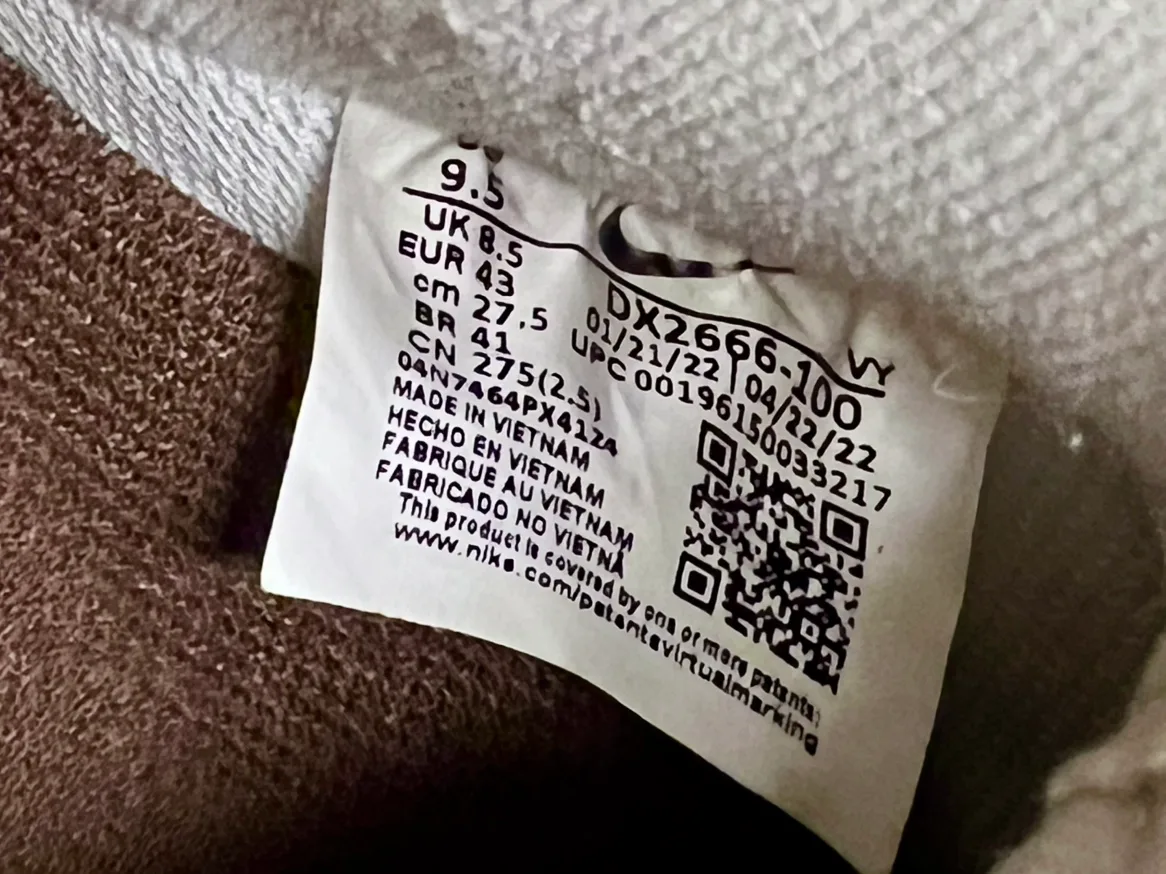 9.5
UK 8.5
EUR 43
cm 27.5
BR 41
CN 275(2.5)
04N7464PX4124
MADE IN VIETNAM
HECHO EN VIETNAM
FABRIQUE AU VIETNAM
FABRICADO NO VIETNÃ
This product is covered by one or more patents:
www.nike.com/patentsvirtualmarking
VY
DX2666-100
01/21/22 | 04/22/22
UPC 00196150033217